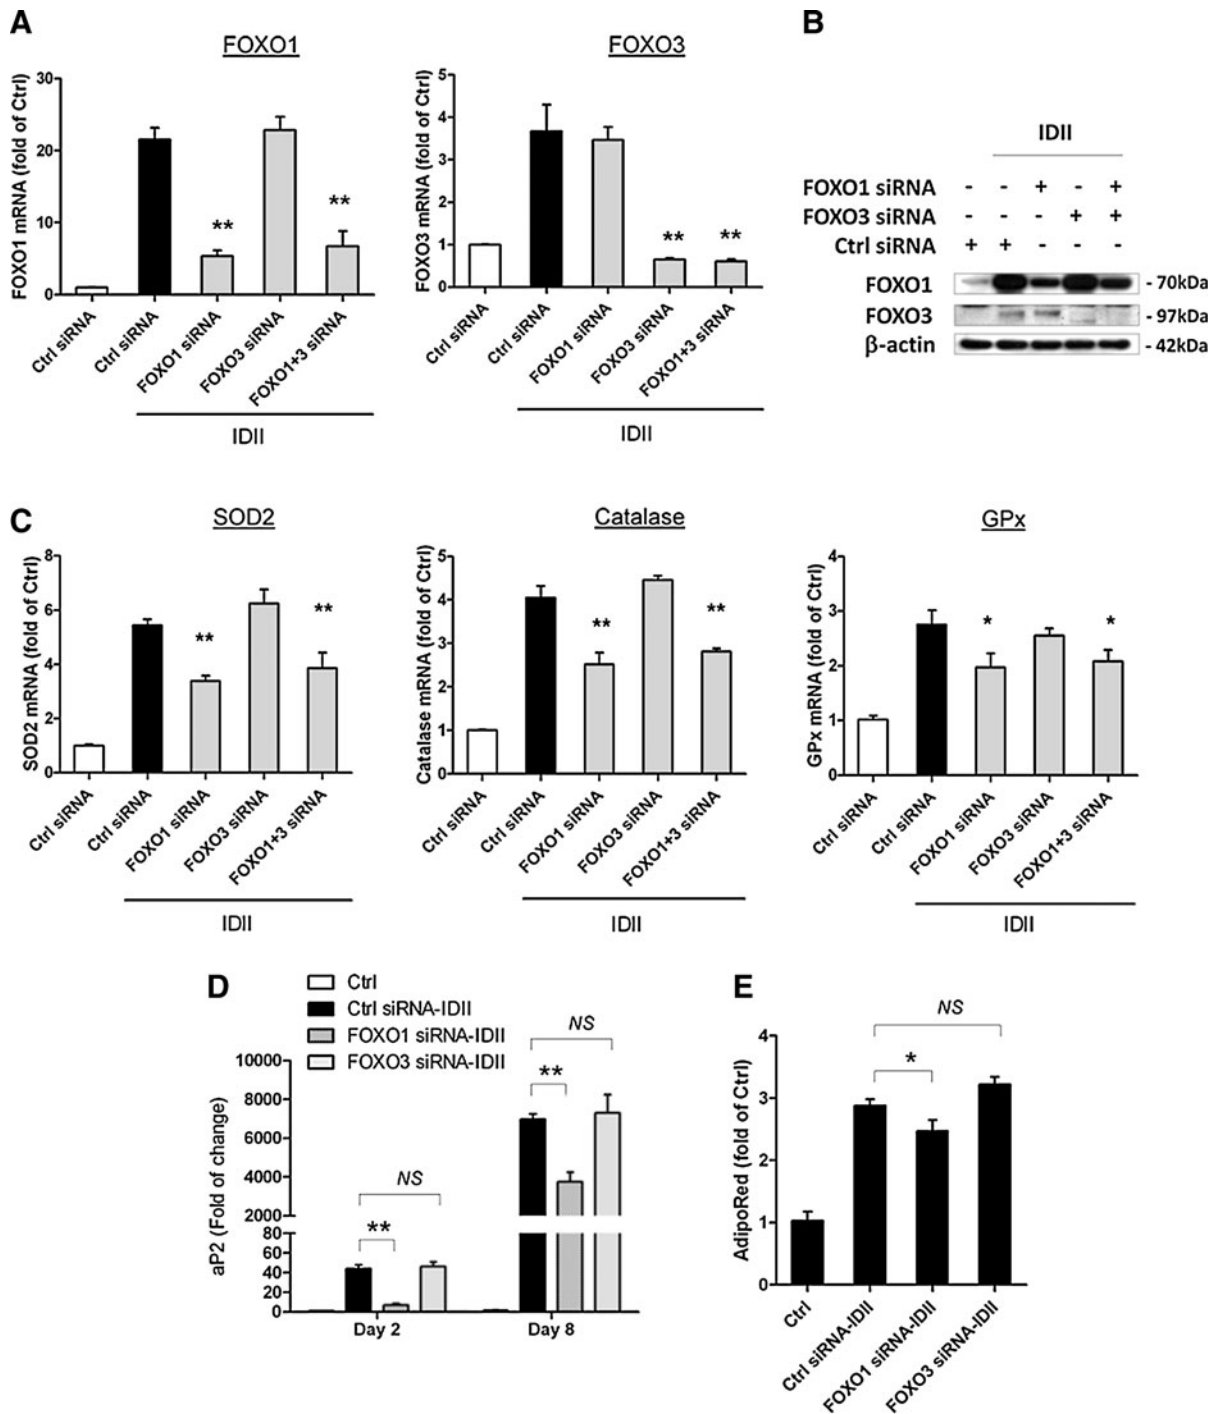 A
FOXO1
FOXO1 mRNA (fold of Ctrl)
30
20
10
0
**
**
Ctrl siRNA
Ctrl siRNA
FOXO1 siRNA
FOXO3 siRNA
FOXO1+3 siRNA
IDII
FOXO3
FOXO3 mRNA (fold of Ctrl)
5
4
3
2
1
0
**
**
Ctrl siRNA
Ctrl siRNA
FOXO1 siRNA
FOXO3 siRNA
FOXO1+3 siRNA
IDII
B
IDII
FOXO1 siRNA - - + - +
FOXO3 siRNA - - - + +
Ctrl siRNA + + - - -
FOXO1 - 70kDa
FOXO3 - 97kDa
β-actin - 42kDa
C
SOD2
SOD2 mRNA (fold of Ctrl)
8
6
4
2
0
**
**
Ctrl siRNA
Ctrl siRNA
FOXO1 siRNA
FOXO3 siRNA
FOXO1+3 siRNA
IDII
Catalase
Catalase mRNA (fold of Ctrl)
5
4
3
2
1
0
**
**
Ctrl siRNA
Ctrl siRNA
FOXO1 siRNA
FOXO3 siRNA
FOXO1+3 siRNA
IDII
GPx
GPx mRNA (fold of Ctrl)
4
3
2
1
0
*
*
Ctrl siRNA
Ctrl siRNA
FOXO1 siRNA
FOXO3 siRNA
FOXO1+3 siRNA
IDII
D
Ctrl
Ctrl siRNA-IDII
FOXO1 siRNA-IDII
FOXO3 siRNA-IDII
aP2 (Fold of change)
10000
8000
6000
4000
2000
80
60
40
20
0
NS
**
NS
**
Day 2
Day 8
E
AdipoRed (fold of Ctrl)
4
3
2
1
0
NS
*
Ctrl
Ctrl siRNA-IDII
FOXO1 siRNA-IDII
FOXO3 siRNA-IDII